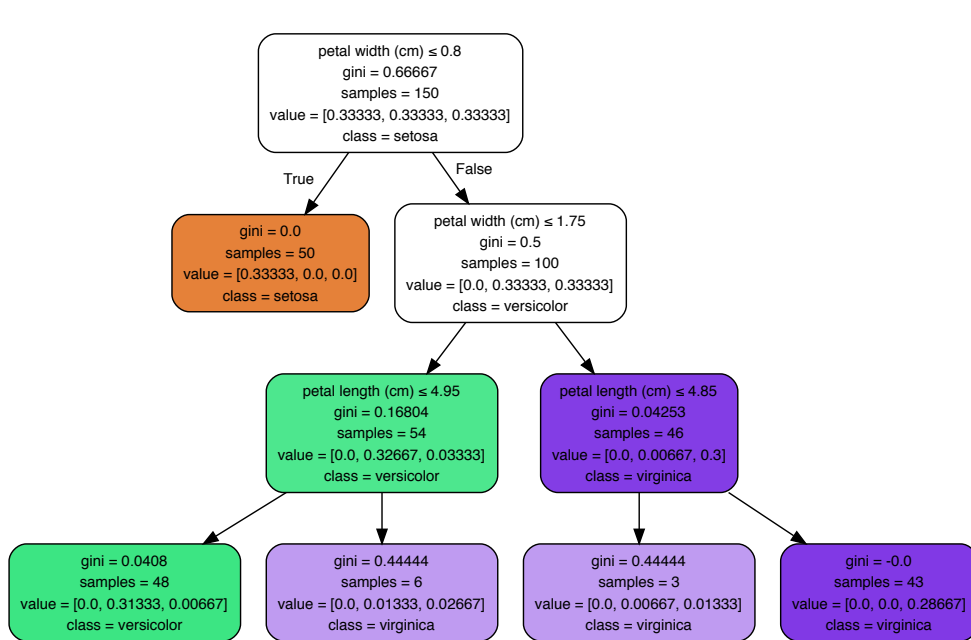 petal width (cm) ≤ 0.8
gini = 0.66667
samples = 150
value = [0.33333, 0.33333, 0.33333]
class = setosa
True
False
gini = 0.0
samples = 50
value = [0.33333, 0.0, 0.0]
class = setosa
petal width (cm) ≤ 1.75
gini = 0.5
samples = 100
value = [0.0, 0.33333, 0.33333]
class = versicolor
petal length (cm) ≤ 4.95
gini = 0.16804
samples = 54
value = [0.0, 0.32667, 0.03333]
class = versicolor
petal length (cm) ≤ 4.85
gini = 0.04253
samples = 46
value = [0.0, 0.00667, 0.3]
class = virginica
gini = 0.0408
samples = 48
value = [0.0, 0.31333, 0.00667]
class = versicolor
gini = 0.44444
samples = 6
value = [0.0, 0.01333, 0.02667]
class = virginica
gini = 0.44444
samples = 3
value = [0.0, 0.00667, 0.01333]
class = virginica
gini = -0.0
samples = 43
value = [0.0, 0.0, 0.28667]
class = virginica